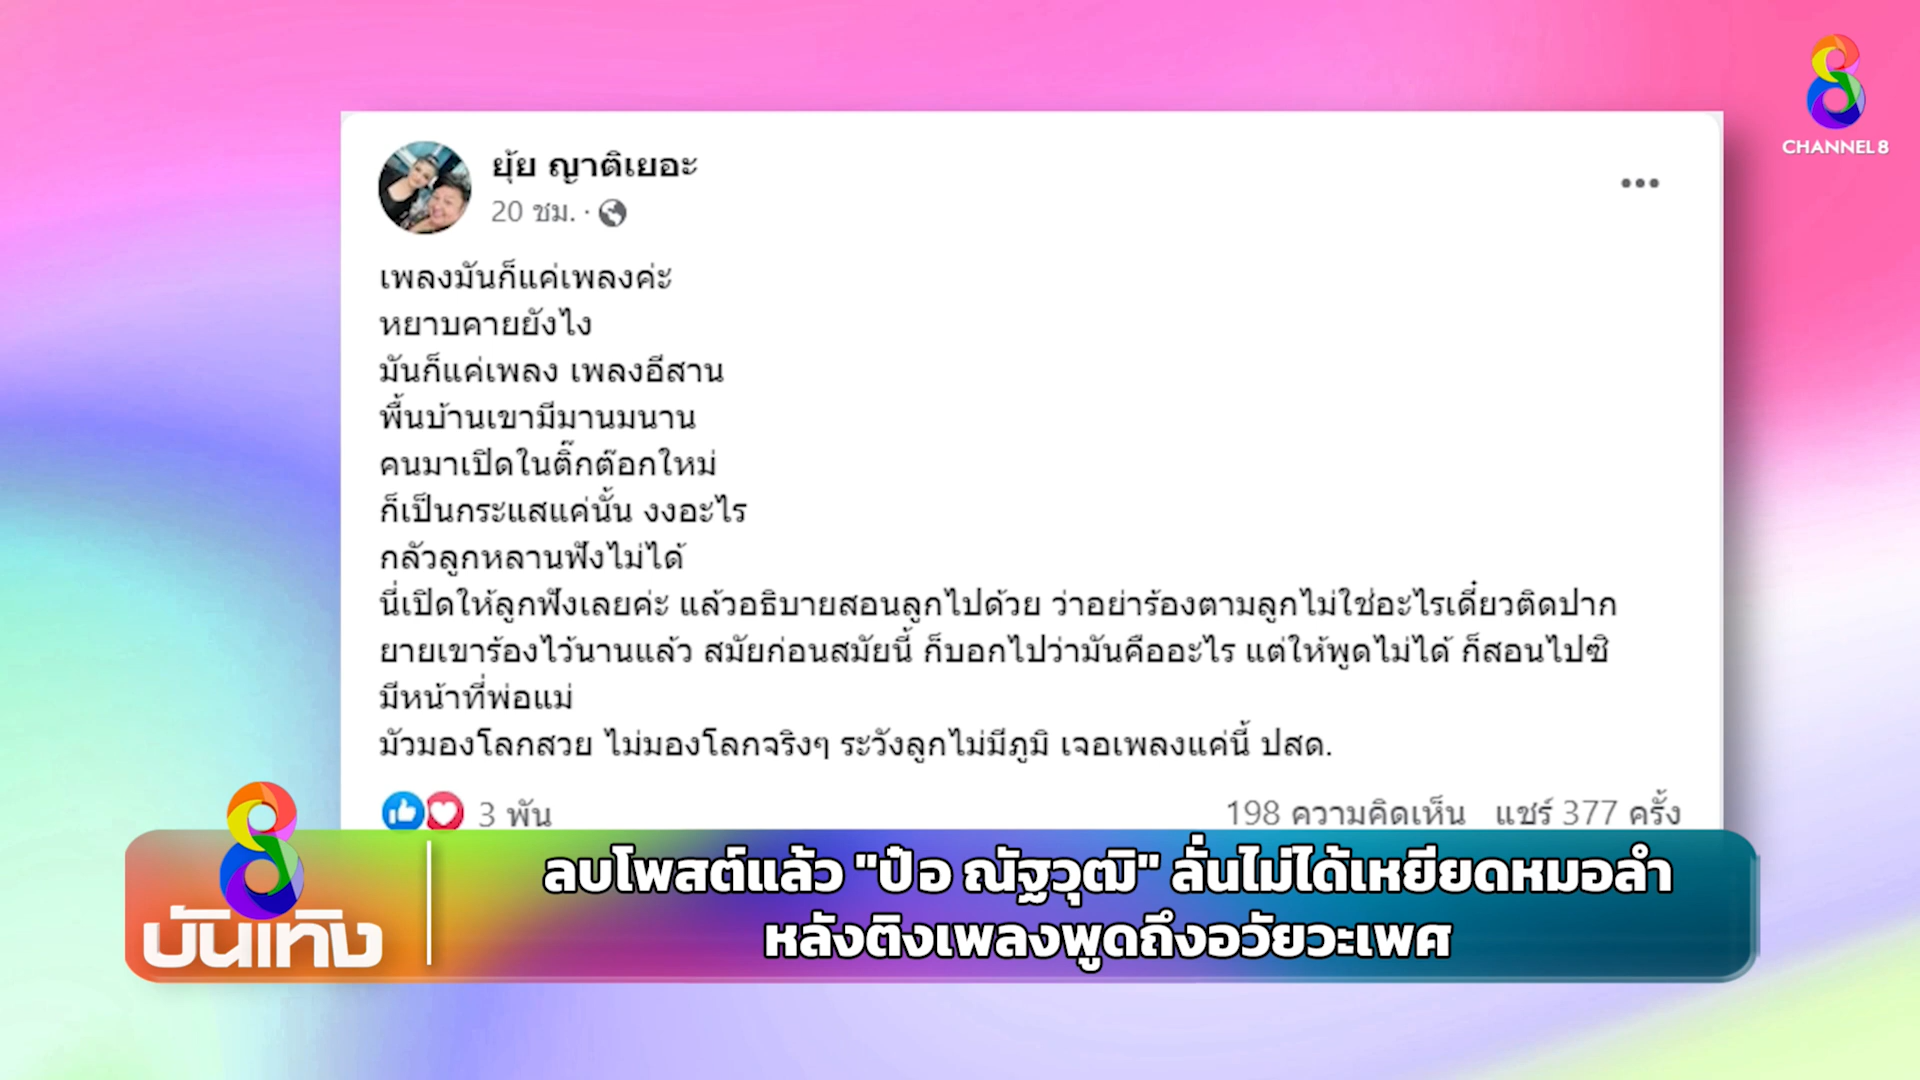 CHANNEL 8
ยุ้ย ญาติเยอะ
20 ชม. ·
เพลงมันก็แค่เพลงค่ะ
หยาบคายยังไง
มันก็แค่เพลง เพลงอีสาน
พื้นบ้านเขามีมานมนาน
คนมาเปิดในติ๊กต๊อกใหม่
ก็เป็นกระแสแค่นั้น งงอะไร
กลัวลูกหลานฟังไม่ได้
นี่เปิดให้ลูกฟังเลยค่ะ แล้วอธิบายสอนลูกไปด้วย ว่าอย่าร้องตามลูกไม่ใช่อะไรเดี๋ยวติดปาก
ยายเขาร้องไว้นานแล้ว สมัยก่อนสมัยนี้ ก็บอกไปว่ามันคืออะไร แต่ให้พูดไม่ได้ ก็สอนไปซิ
มีหน้าที่พ่อแม่
มัวมองโลกสวย ไม่มองโลกจริงๆ ระวังลูกไม่มีภูมิ เจอเพลงแค่นี้ ปสด.
3 พัน 198 ความคิดเห็น แชร์ 377 ครั้ง
8 บันเทิง
ลบโพสต์แล้ว "ป๋อ ณัฐวุฒิ" ลั่นไม่ได้เหยียดหมอลำ
หลังติงเพลงพูดถึงอวัยวะเพศ